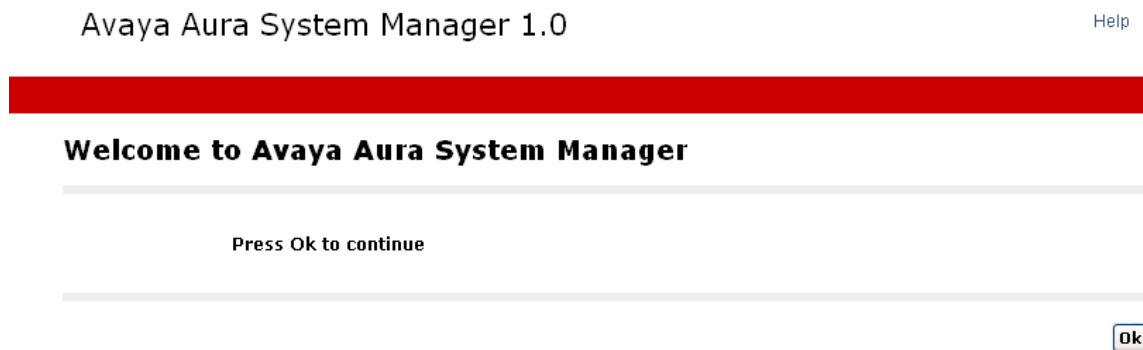 Avaya Aura System Manager 1.0
Help
Welcome to Avaya Aura System Manager
Press Ok to continue
Ok